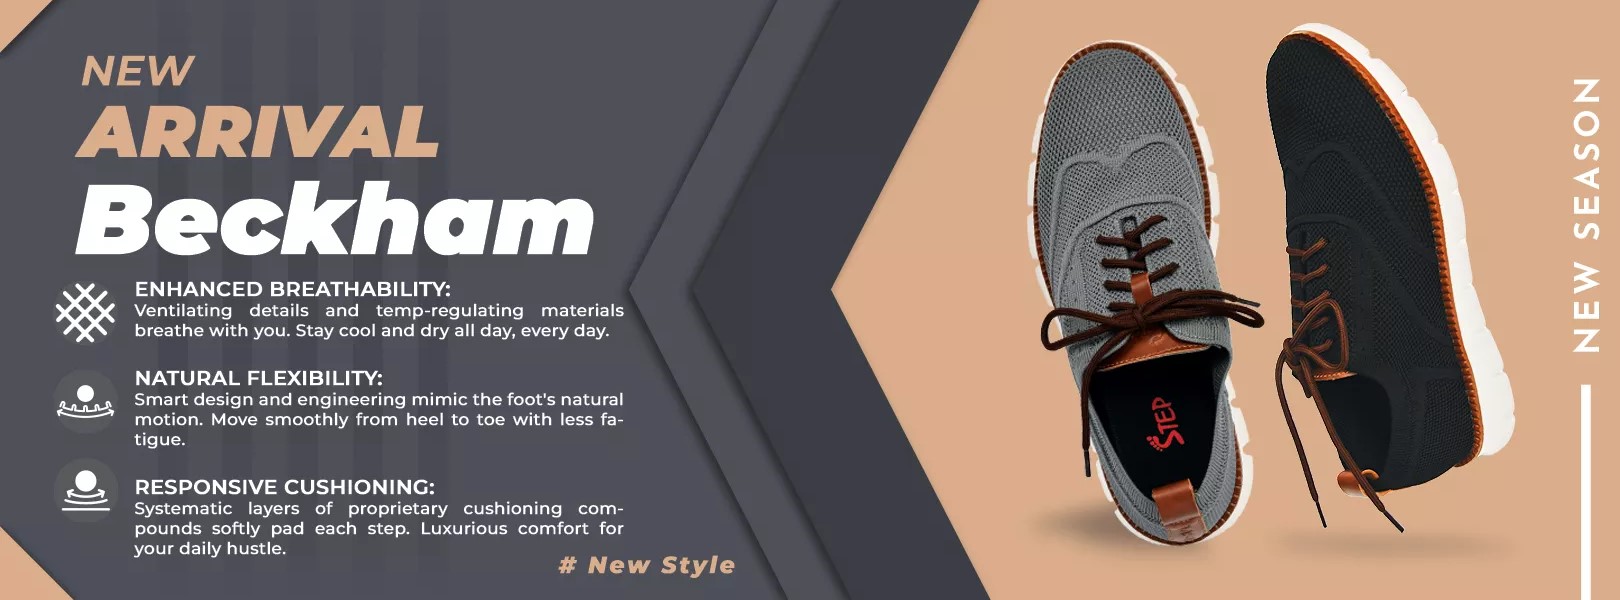 NEW
ARRIVAL
Beckham
ENHANCED BREATHABILITY:
Ventilating details and temp-regulating materials
breathe with you. Stay cool and dry all day, every day.
NATURAL FLEXIBILITY:
Smart design and engineering mimic the foot's natural
motion. Move smoothly from heel to toe with less fa-
tigue.
RESPONSIVE CUSHIONING:
Systematic layers of proprietary cushioning com-
pounds softly pad each step. Luxurious comfort for
your daily hustle.
# New Style
STEP
NEW SEASON